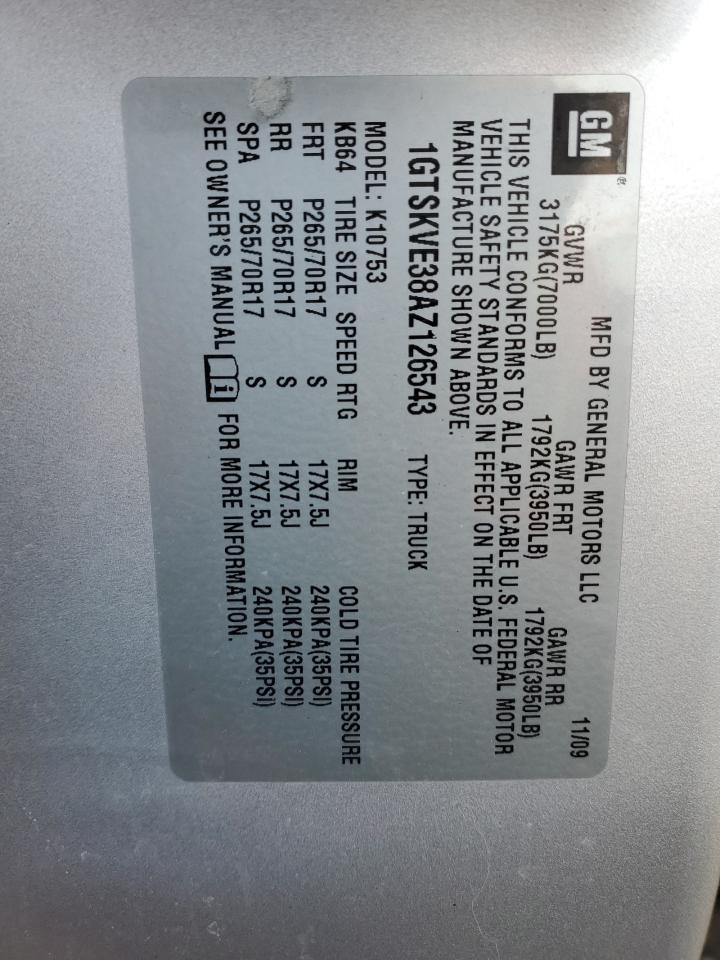 GM®
MFD BY GENERAL MOTORS LLC 11/09
GVWR GAWR FRT GAWR RR
3175KG(7000LB) 1792KG(3950LB) 1792KG(3950LB)
THIS VEHICLE CONFORMS TO ALL APPLICABLE U.S. FEDERAL MOTOR
VEHICLE SAFETY STANDARDS IN EFFECT ON THE DATE OF
MANUFACTURE SHOWN ABOVE.
1GTSKVE38AZ126543 TYPE: TRUCK
MODEL: K10753
KB64 TIRE SIZE SPEED RTG RIM COLD TIRE PRESSURE
FRT P265/70R17 S 17X7.5J 240KPA(35PSI)
RR P265/70R17 S 17X7.5J 240KPA(35PSI)
SPA P265/70R17 S 17X7.5J 240KPA(35PSI)
SEE OWNER'S MANUAL i FOR MORE INFORMATION.